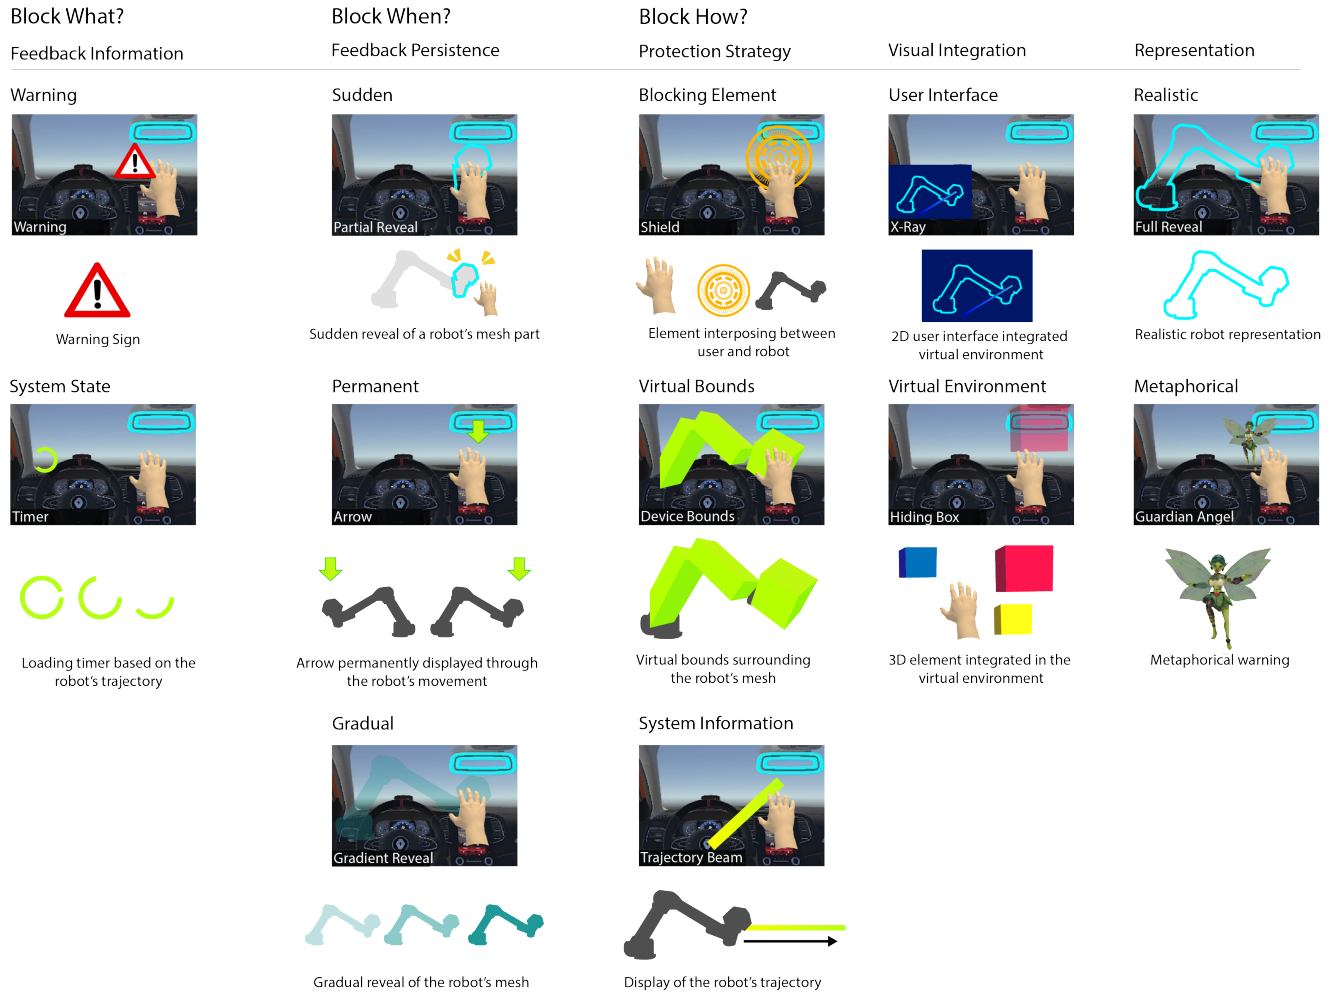 Block What?
Block When?
Block How?
Feedback Information
Feedback Persistence
Protection Strategy
Visual Integration
Representation
Warning
Sudden
Blocking Element
User Interface
Realistic
Warning
Partial Reveal
Shield
X-Ray
Full Reveal
Warning Sign
Sudden reveal of a robot's mesh part
Element interposing between
user and robot
2D user interface integrated
virtual environment
Realistic robot representation
System State
Permanent
Virtual Bounds
Virtual Environment
Metaphorical
Timer
Arrow
Device Bounds
Hiding Box
Guardian Angel
Loading timer based on the
robot's trajectory
Arrow permanently displayed through
the robot's movement
Virtual bounds surrounding
the robot's mesh
3D element integrated in the
virtual environment
Metaphorical warning
Gradual
System Information
Gradient Reveal
Trajectory Beam
Gradual reveal of the robot's mesh
Display of the robot's trajectory